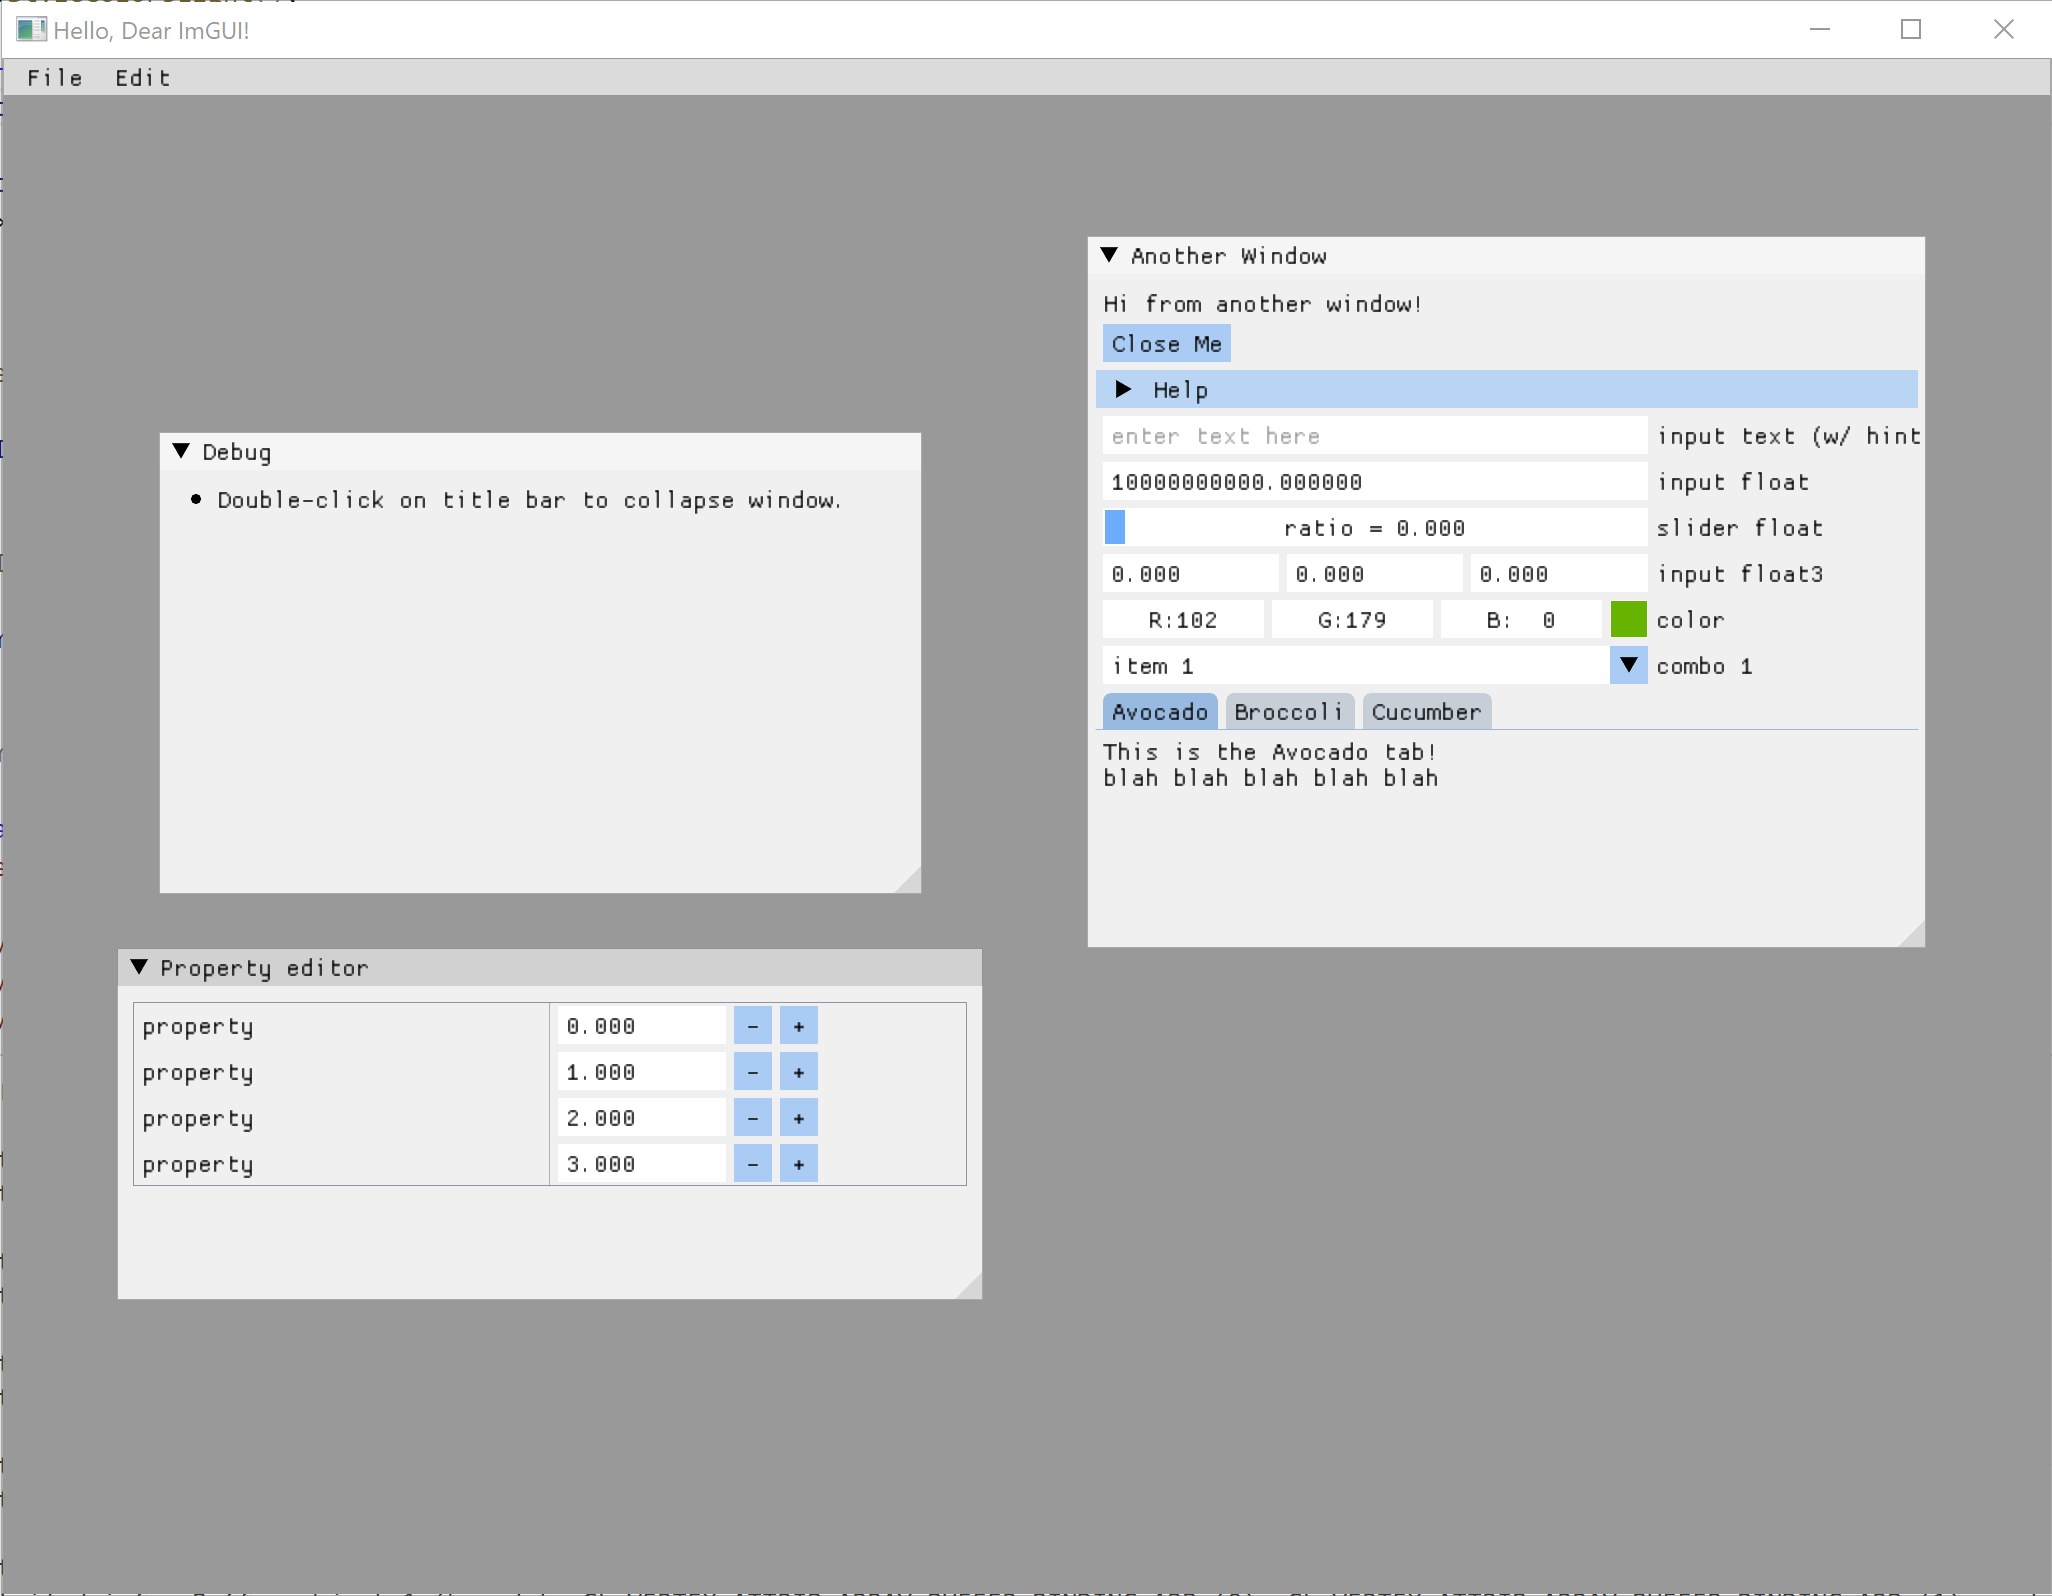 Hello, Dear ImGUI!
File Edit
Another Window
Hi from another window!
Close Me
Help
enter text here input text (w/ hint
10000000000.000000 input float
ratio = 0.000 slider float
0.000 0.000 0.000 input float3
R:102 G:179 B: 0 color
item 1 combo 1
Avocado Broccoli Cucumber
This is the Avocado tab!
blah blah blah blah blah
Debug
Double-click on title bar to collapse window.
Property editor
property 0.000 - +
property 1.000 - +
property 2.000 - +
property 3.000 - +